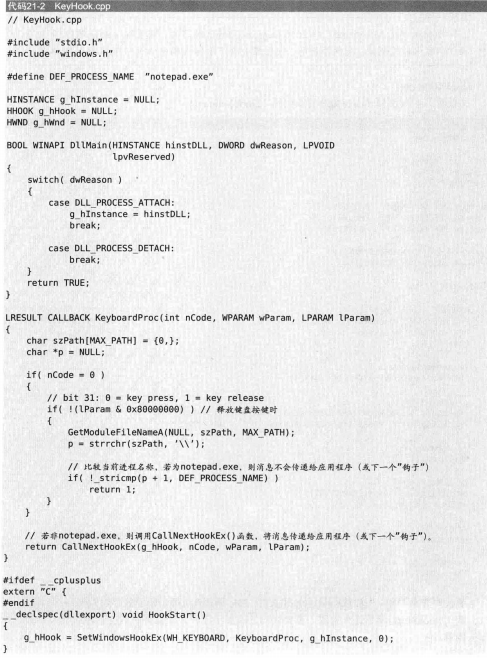 代码21-2 KeyHook.cpp
// KeyHook.cpp
#include "stdio.h"
#include "windows.h"
#define DEF_PROCESS_NAME "notepad.exe"
HINSTANCE g_hInstance = NULL;
HHOOK g_hHook = NULL;
HWND g_hWnd = NULL;
BOOL WINAPI DllMain(HINSTANCE hinstDLL, DWORD dwReason, LPVOID
lpvReserved)
{
switch( dwReason )
{
case DLL_PROCESS_ATTACH:
g_hInstance = hinstDLL;
break;
case DLL_PROCESS_DETACH:
break;
}
return TRUE;
}
LRESULT CALLBACK KeyboardProc(int nCode, WPARAM wParam, LPARAM lParam)
{
char szPath[MAX_PATH] = {0,};
char *p = NULL;
if( nCode = 0 )
{
// bit 31: 0 = key press, 1 = key release
if( !(lParam & 0x80000000) ) // 释放键盘按键时
{
GetModuleFileNameA(NULL, szPath, MAX_PATH);
p = strrchr(szPath, '\\');
// 比较当前进程名称，若为notepad.exe，则消息不会传递给应用程序（或下一个"钩子"）
if( !_stricmp(p + 1, DEF_PROCESS_NAME) )
return 1;
}
}
// 若非notepad.exe，则调用CallNextHookEx()函数，将消息传递给应用程序（或下一个"钩子"）。
return CallNextHookEx(g_hHook, nCode, wParam, lParam);
}
#ifdef __cplusplus
extern "C" {
#endif
__declspec(dllexport) void HookStart()
{
g_hHook = SetWindowsHookEx(WH_KEYBOARD, KeyboardProc, g_hInstance, 0);
}